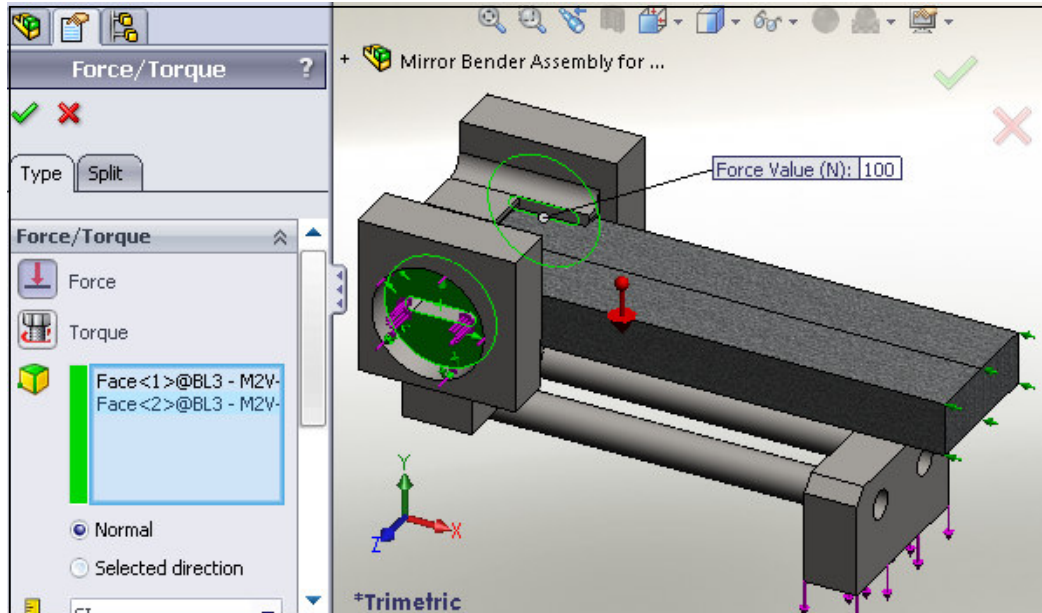 Force/Torque ?
Type Split
Force/Torque
Force
Torque
Face<1>@BL3 - M2V-
Face<2>@BL3 - M2V-
Normal
Selected direction
SI
+ Mirror Bender Assembly for ...
Force Value (N): 100
Y
X
Z
*Trimetric